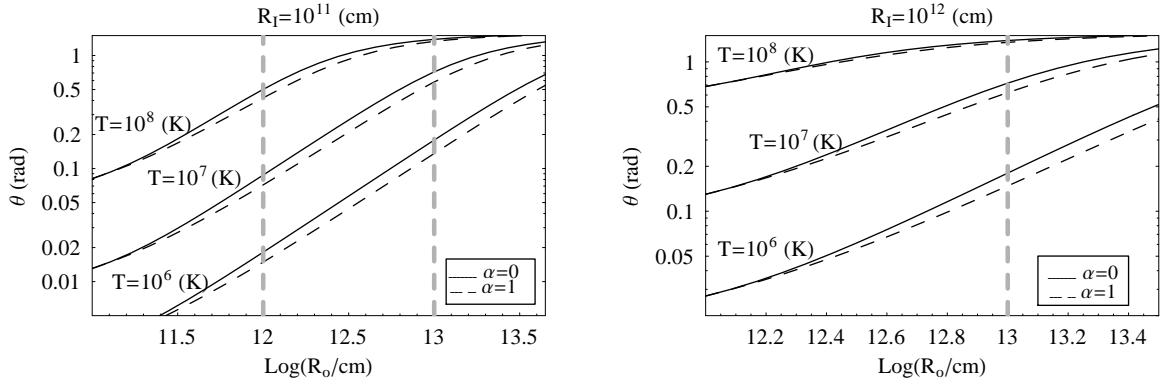 R_I=10^11 (cm)
1
0.5
0.2
0.1
0.05
0.02
0.01
θ (rad)
T=10^8 (K)
T=10^7 (K)
T=10^6 (K)
α=0
α=1
11.5 12 12.5 13 13.5
Log(R_o/cm)
R_I=10^12 (cm)
1
0.5
0.2
0.1
0.05
θ (rad)
T=10^8 (K)
T=10^7 (K)
T=10^6 (K)
α=0
α=1
12.2 12.4 12.6 12.8 13 13.2 13.4
Log(R_o/cm)